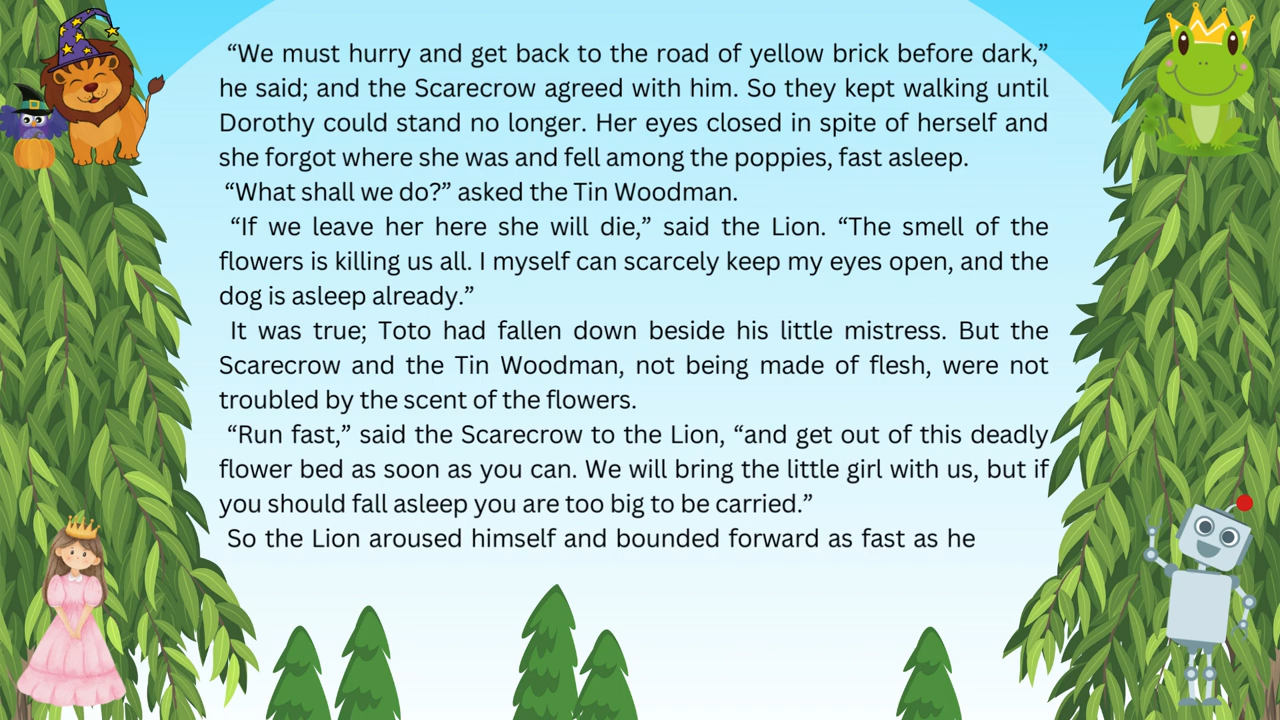 “We must hurry and get back to the road of yellow brick before dark,”
he said; and the Scarecrow agreed with him. So they kept walking until
Dorothy could stand no longer. Her eyes closed in spite of herself and
she forgot where she was and fell among the poppies, fast asleep.
“What shall we do?” asked the Tin Woodman.
“If we leave her here she will die,” said the Lion. “The smell of the
flowers is killing us all. I myself can scarcely keep my eyes open, and the
dog is asleep already.”
It was true; Toto had fallen down beside his little mistress. But the
Scarecrow and the Tin Woodman, not being made of flesh, were not
troubled by the scent of the flowers.
“Run fast,” said the Scarecrow to the Lion, “and get out of this deadly
flower bed as soon as you can. We will bring the little girl with us, but if
you should fall asleep you are too big to be carried.”
So the Lion aroused himself and bounded forward as fast as he